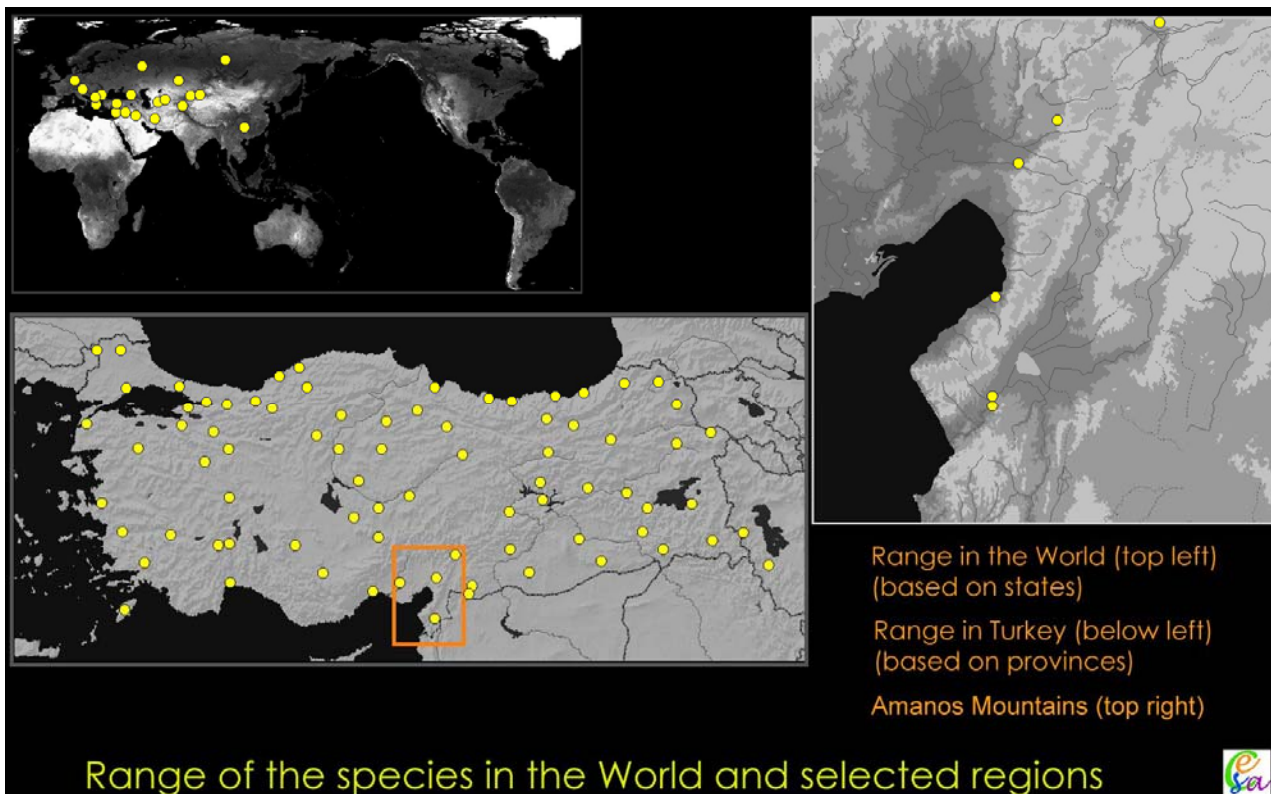 Range in the World (top left)
(based on states)
Range in Turkey (below left)
(based on provinces)
Amanos Mountains (top right)
Range of the species in the World and selected regions
esa